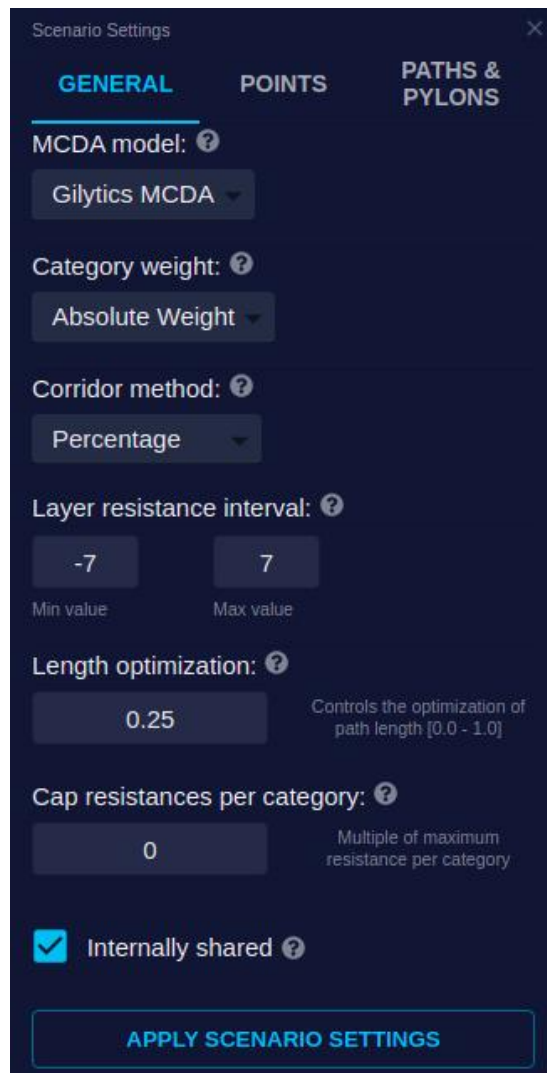 Scenario Settings ×
GENERAL POINTS PATHS & PYLONS
MCDA model: ?
Gilytics MCDA
Category weight: ?
Absolute Weight
Corridor method: ?
Percentage
Layer resistance interval: ?
-7 7
Min value Max value
Length optimization: ?
0.25
Controls the optimization of
path length [0.0 - 1.0]
Cap resistances per category: ?
0
Multiple of maximum
resistance per category
Internally shared ?
APPLY SCENARIO SETTINGS